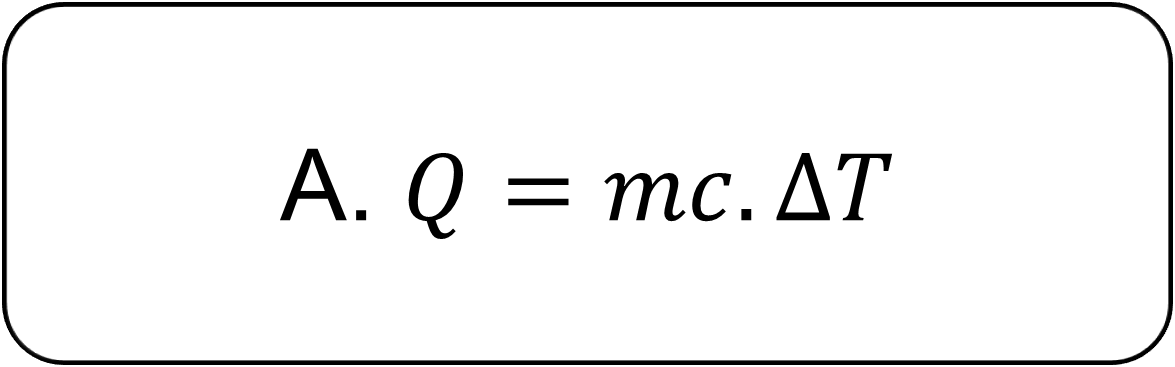 A. Q = mc. ΔT